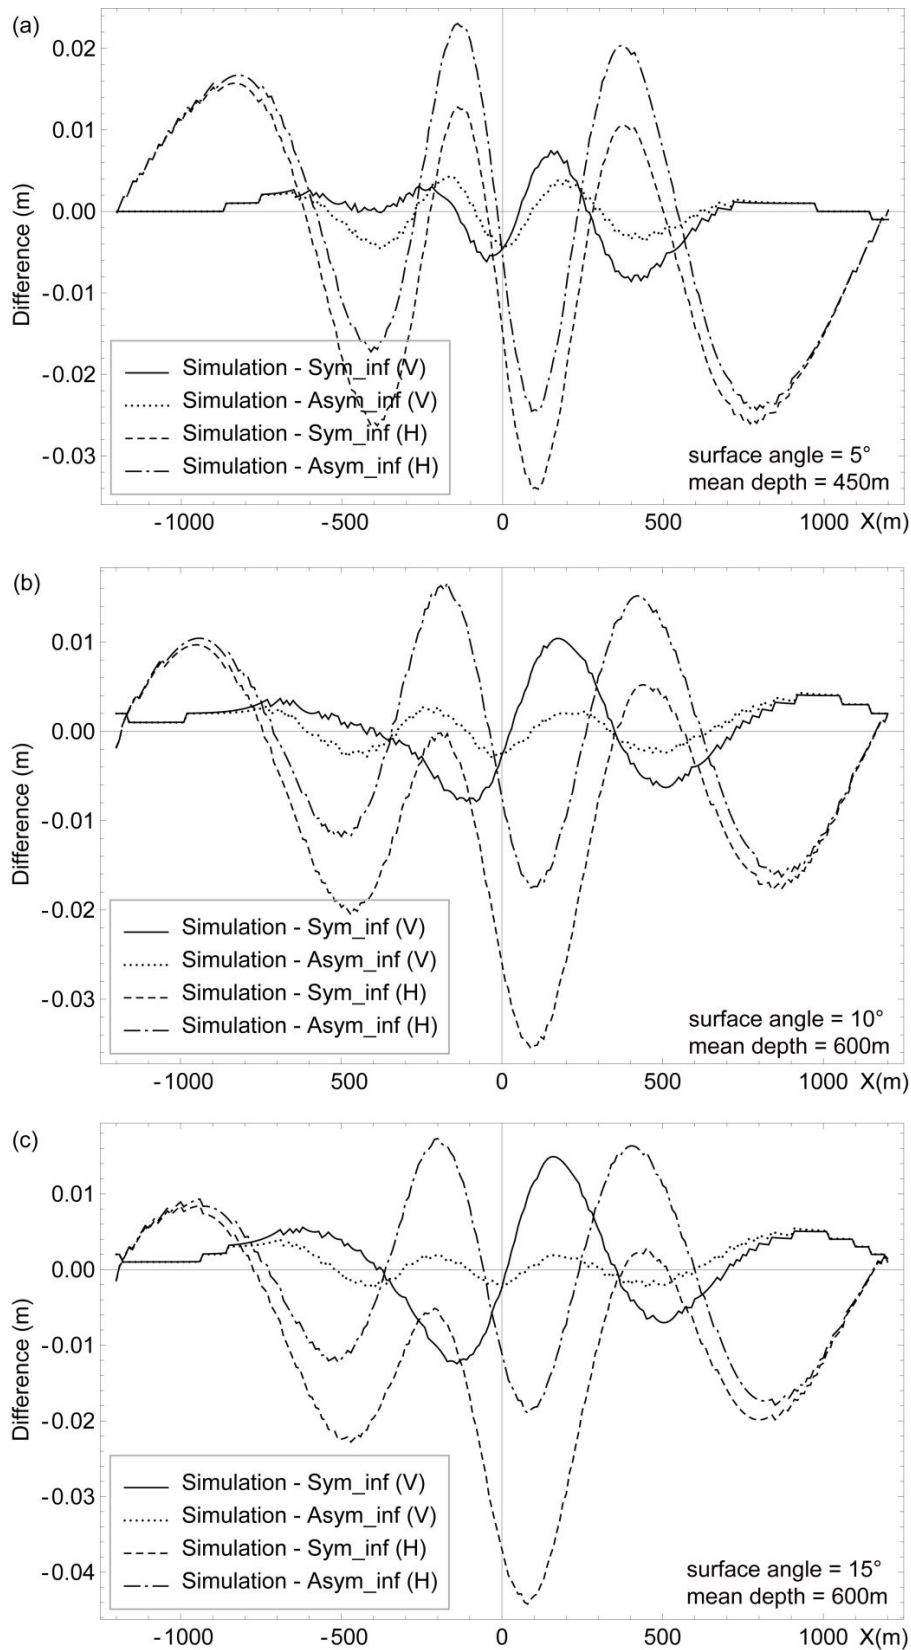 (a)
0.02
0.01
0.00
-0.01
-0.02
-0.03
Difference (m)
Simulation - Sym_inf (V)
Simulation - Asym_inf (V)
Simulation - Sym_inf (H)
Simulation - Asym_inf (H)
surface angle = 5°
mean depth = 450m
-1000 -500 0 500 1000 X(m)
(b)
0.01
0.00
-0.01
-0.02
-0.03
Difference (m)
Simulation - Sym_inf (V)
Simulation - Asym_inf (V)
Simulation - Sym_inf (H)
Simulation - Asym_inf (H)
surface angle = 10°
mean depth = 600m
-1000 500 0 500 1000 X(m)
(c)
0.01
0.00
-0.01
-0.02
-0.03
-0.04
Difference (m)
Simulation - Sym_inf (V)
Simulation - Asym_inf (V)
Simulation - Sym_inf (H)
Simulation - Asym_inf (H)
surface angle = 15°
mean depth = 600m
-1000 -500 0 500 1000 X(m)